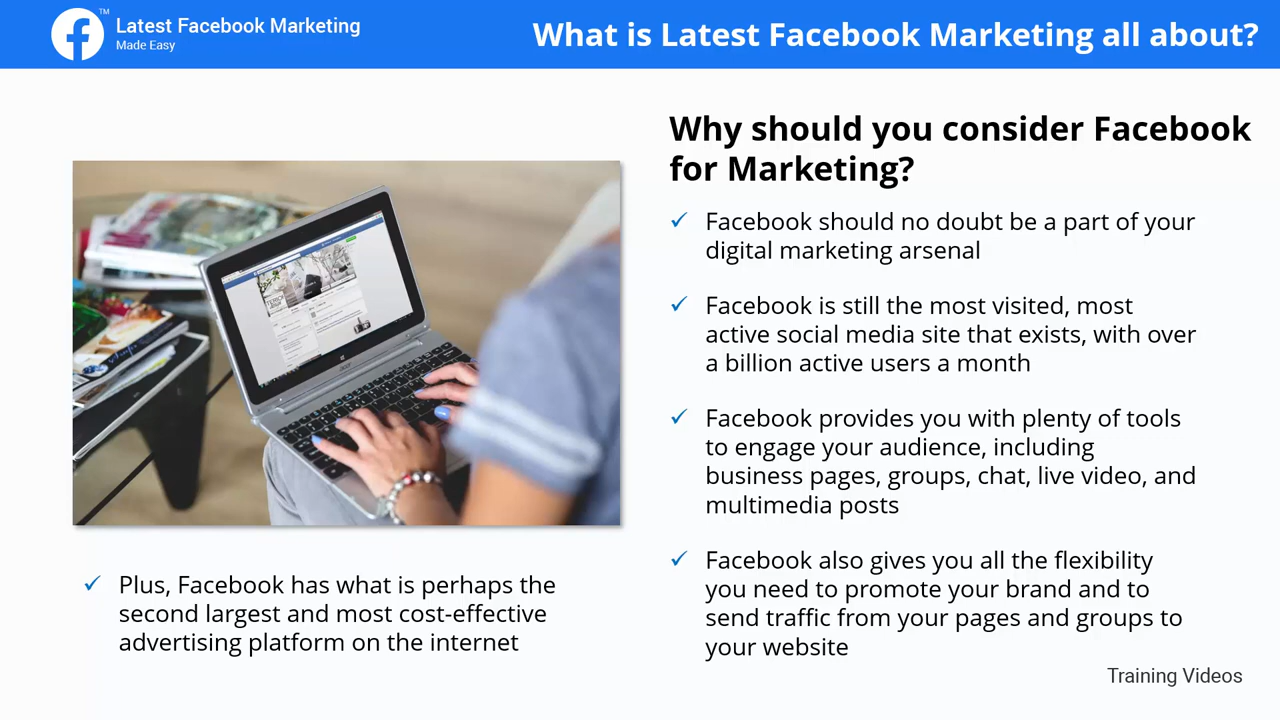 TM
Latest Facebook Marketing
Made Easy
What is Latest Facebook Marketing all about?
Why should you consider Facebook
for Marketing?
✓ Facebook should no doubt be a part of your
digital marketing arsenal
✓ Facebook is still the most visited, most
active social media site that exists, with over
a billion active users a month
✓ Facebook provides you with plenty of tools
to engage your audience, including
business pages, groups, chat, live video, and
multimedia posts
✓ Facebook also gives you all the flexibility
you need to promote your brand and to
send traffic from your pages and groups to
your website
✓ Plus, Facebook has what is perhaps the
second largest and most cost-effective
advertising platform on the internet
acer
Training Videos